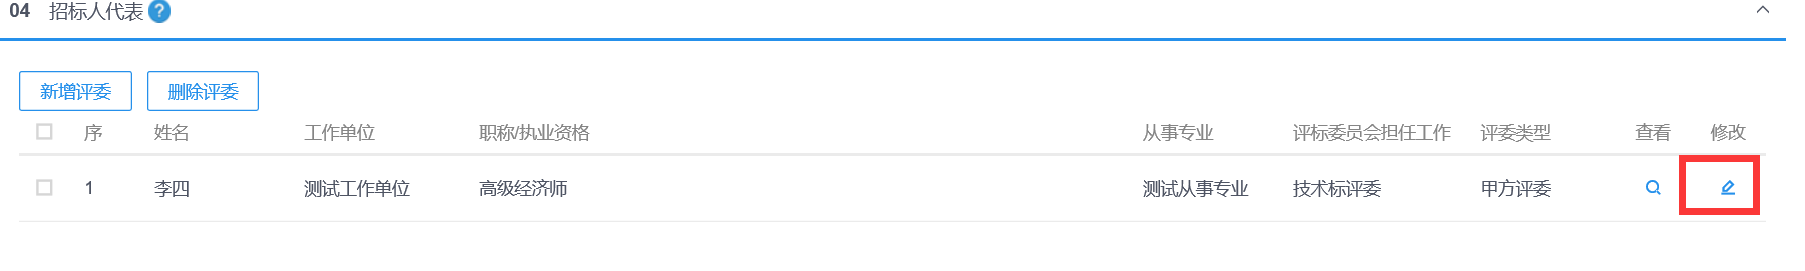 04 招标人代表 ?
新增评委 删除评委
序 姓名 工作单位 职称/执业资格 从事专业 评标委员会担任工作 评委类型 查看 修改
1 李四 测试工作单位 高级经济师 测试从事专业 技术标评委 甲方评委